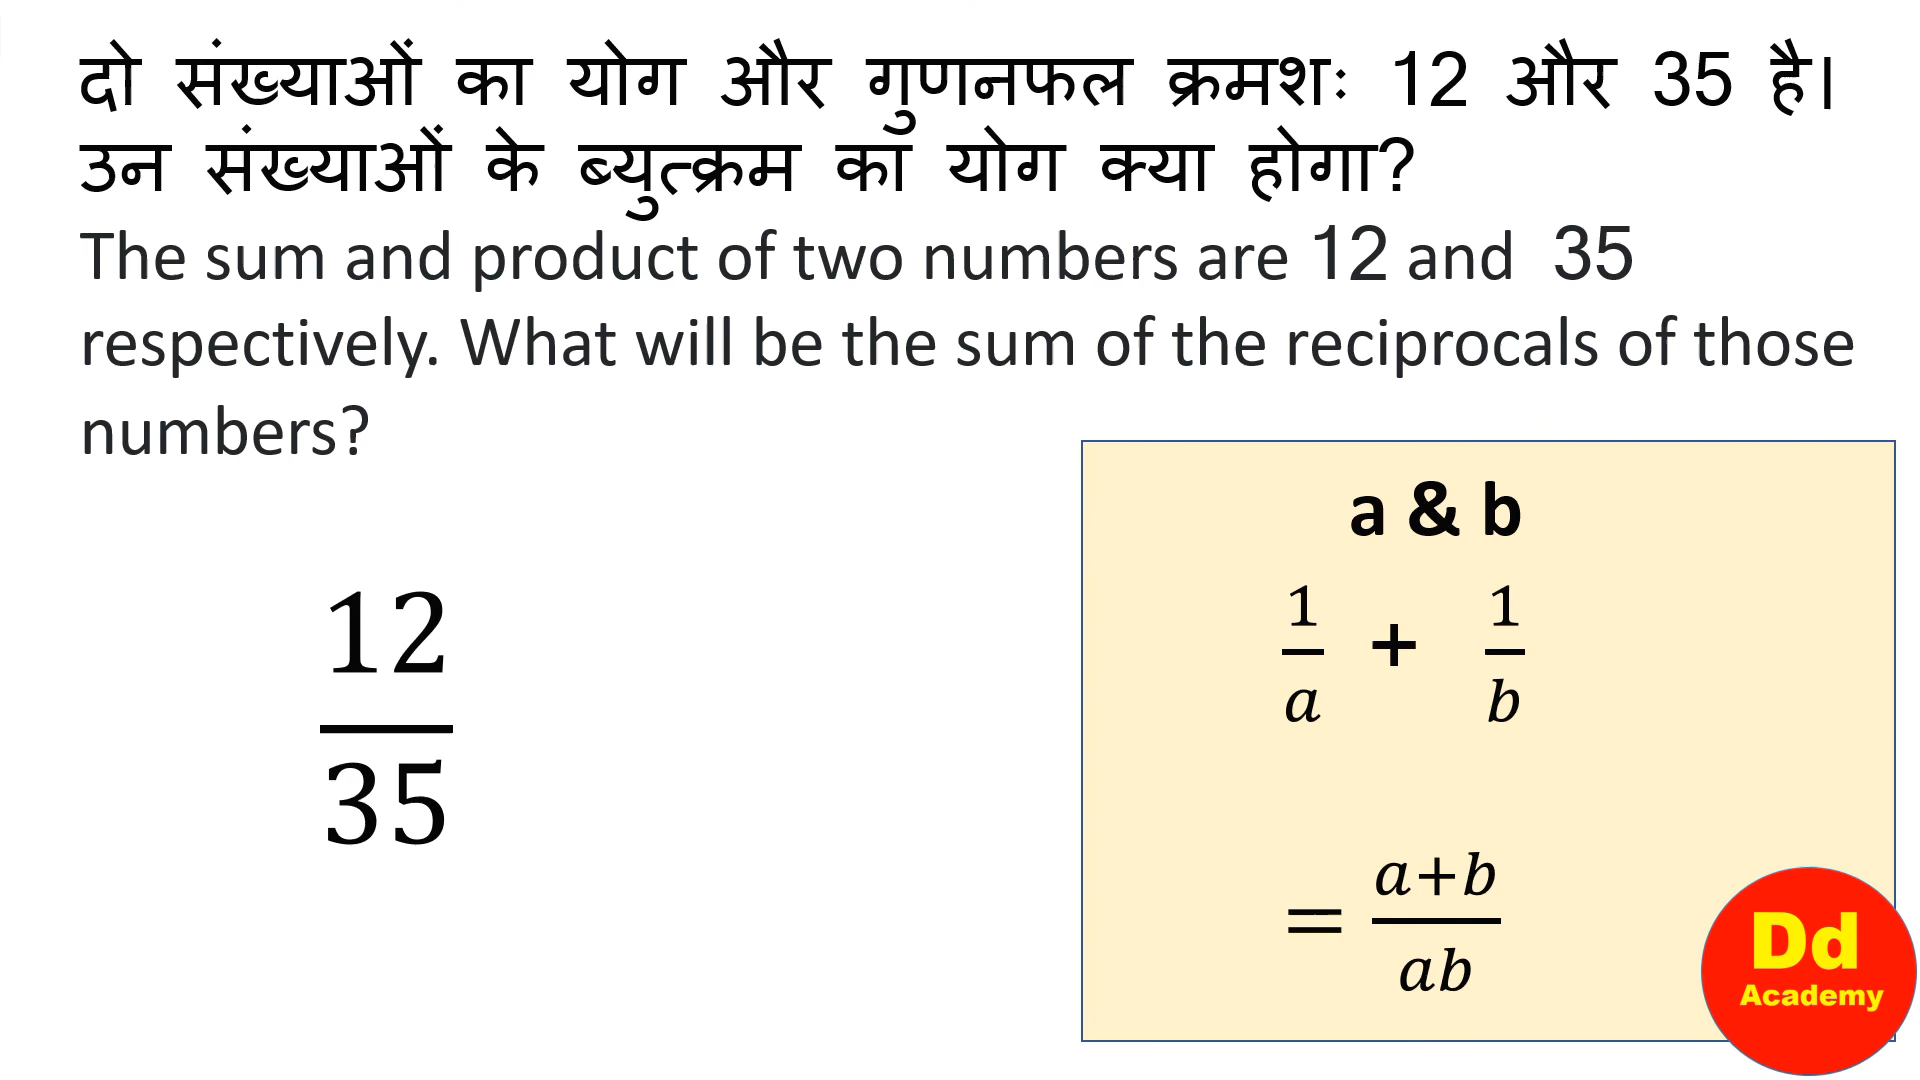 दो संख्याओं का योग और गुणनफल क्रमशः 12 और 35 है।
उन संख्याओं के ब्युत्क्रम का योग क्या होगा?
The sum and product of two numbers are 12 and 35
respectively. What will be the sum of the reciprocals of those
numbers?
12
35
a & b
1/a + 1/b
= a+b/ab
Dd
Academy